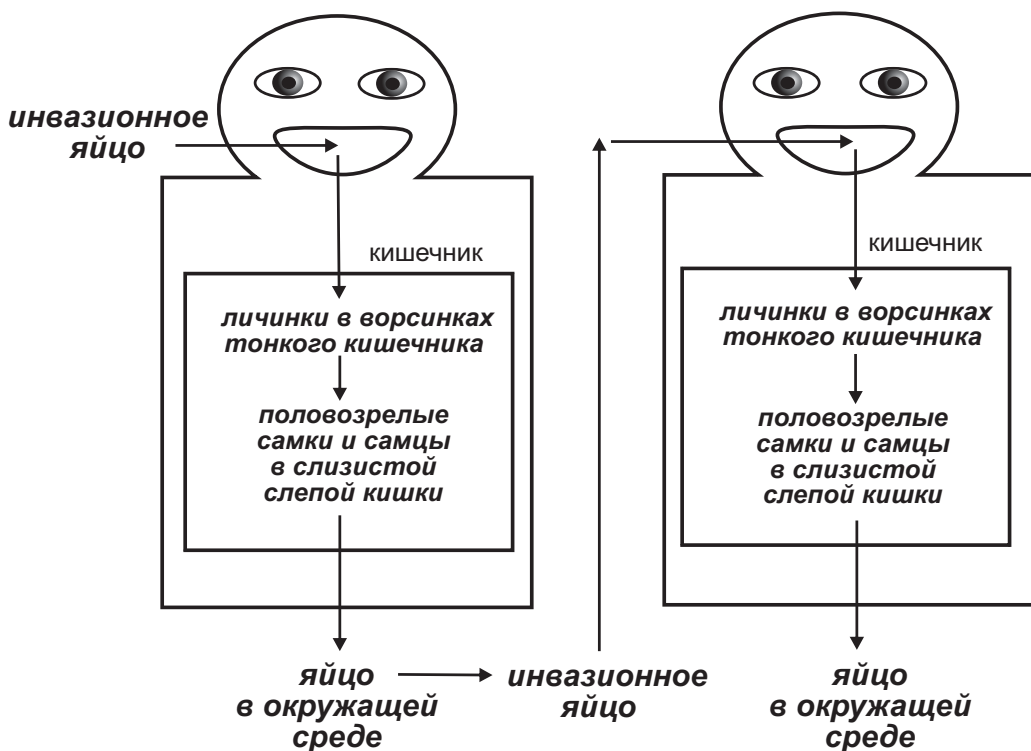 инвазионное
яйцо
кишечник
личинки в ворсинках
тонкого кишечника
половозрелые
самки и самцы
в слизистой
слепой кишки
яйцо
в окружащей
среде
инвазионное
яйцо
кишечник
личинки в ворсинках
тонкого кишечника
половозрелые
самки и самцы
в слизистой
слепой кишки
яйцо
в окружащей
среде